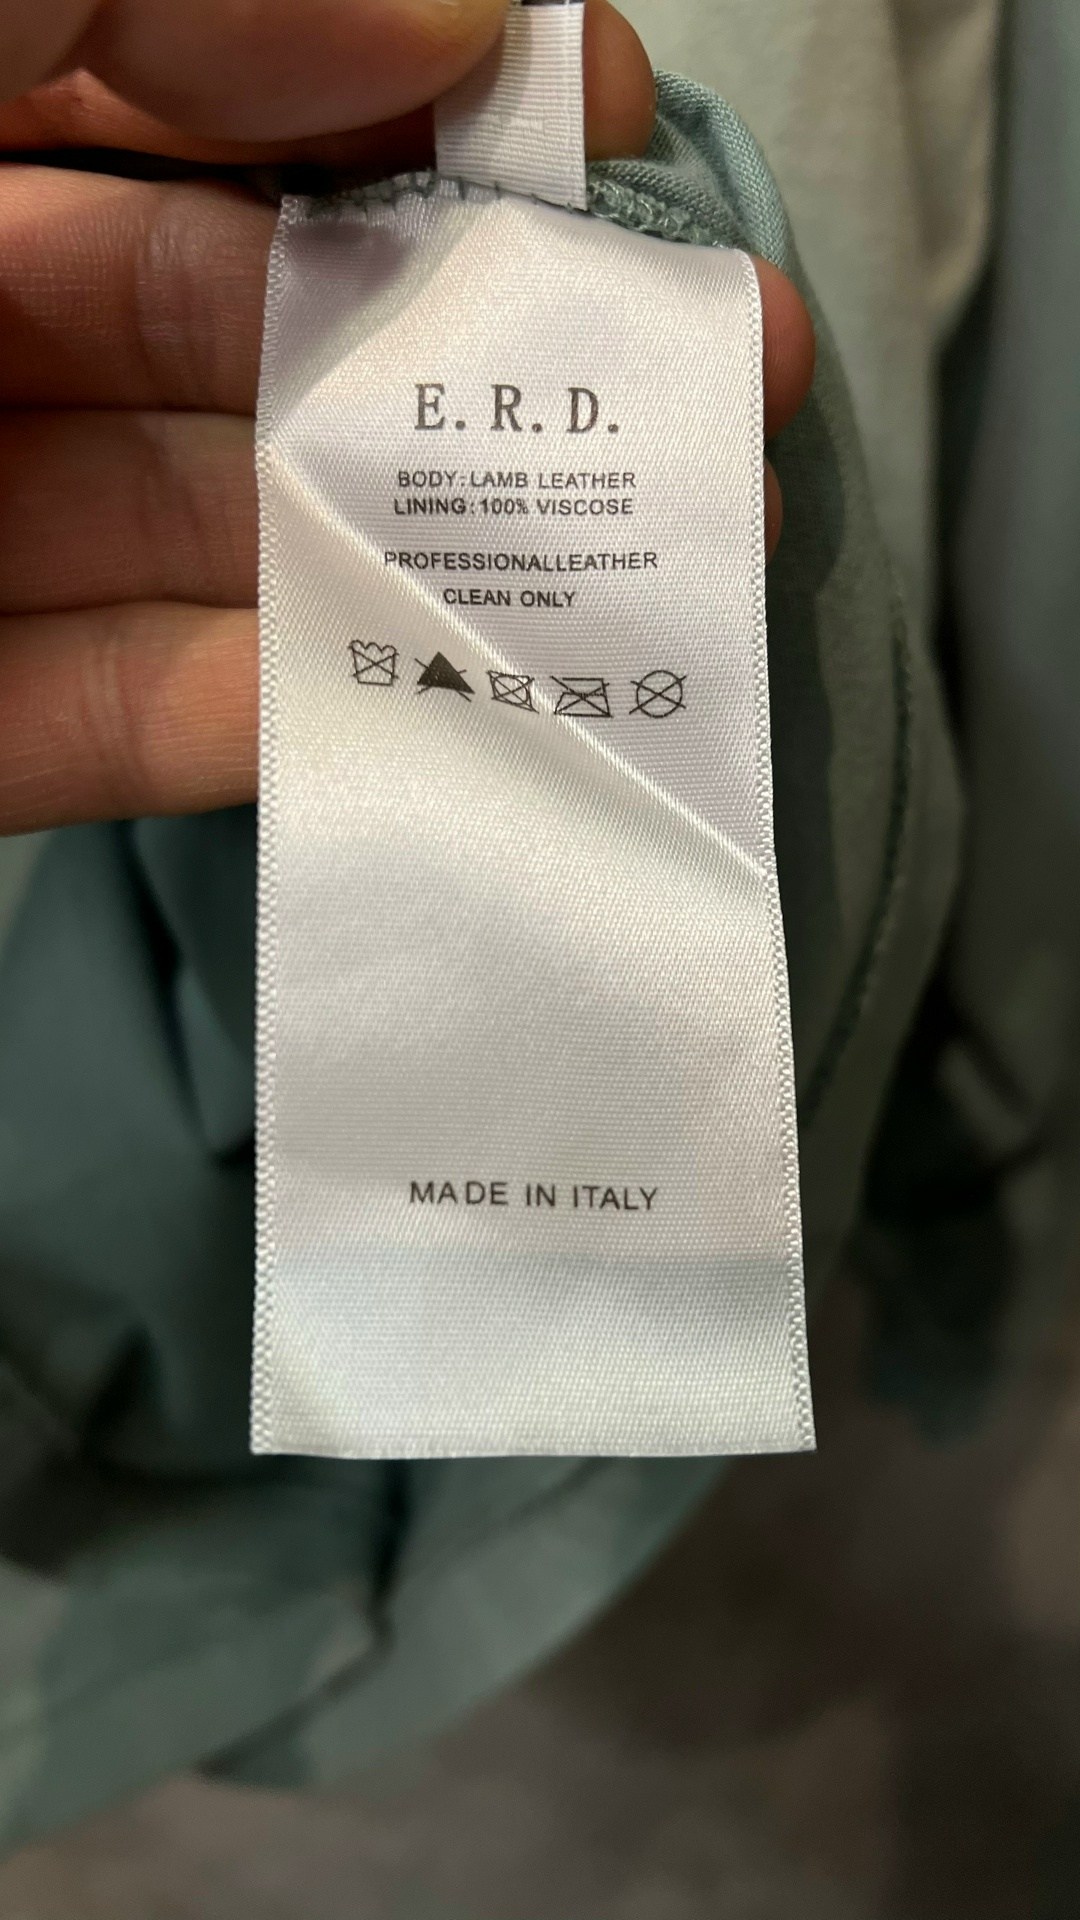 E. R. D.
BODY:LAMB LEATHER
LINING:100% VISCOSE
PROFESSIONALLEATHER
CLEAN ONLY
MADE IN ITALY